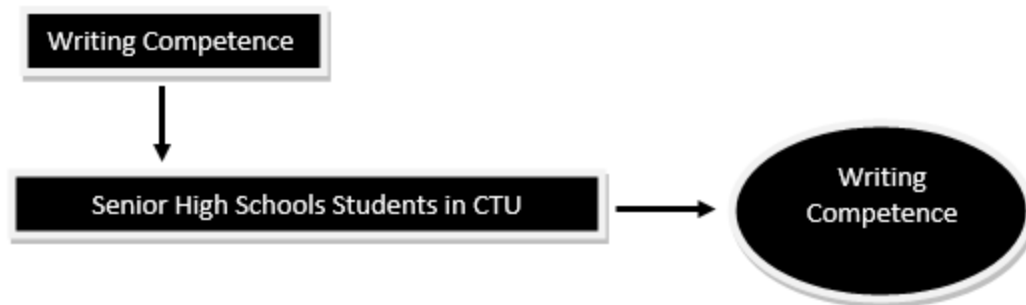 Writing Competence
Senior High Schools Students in CTU
Writing
Competence